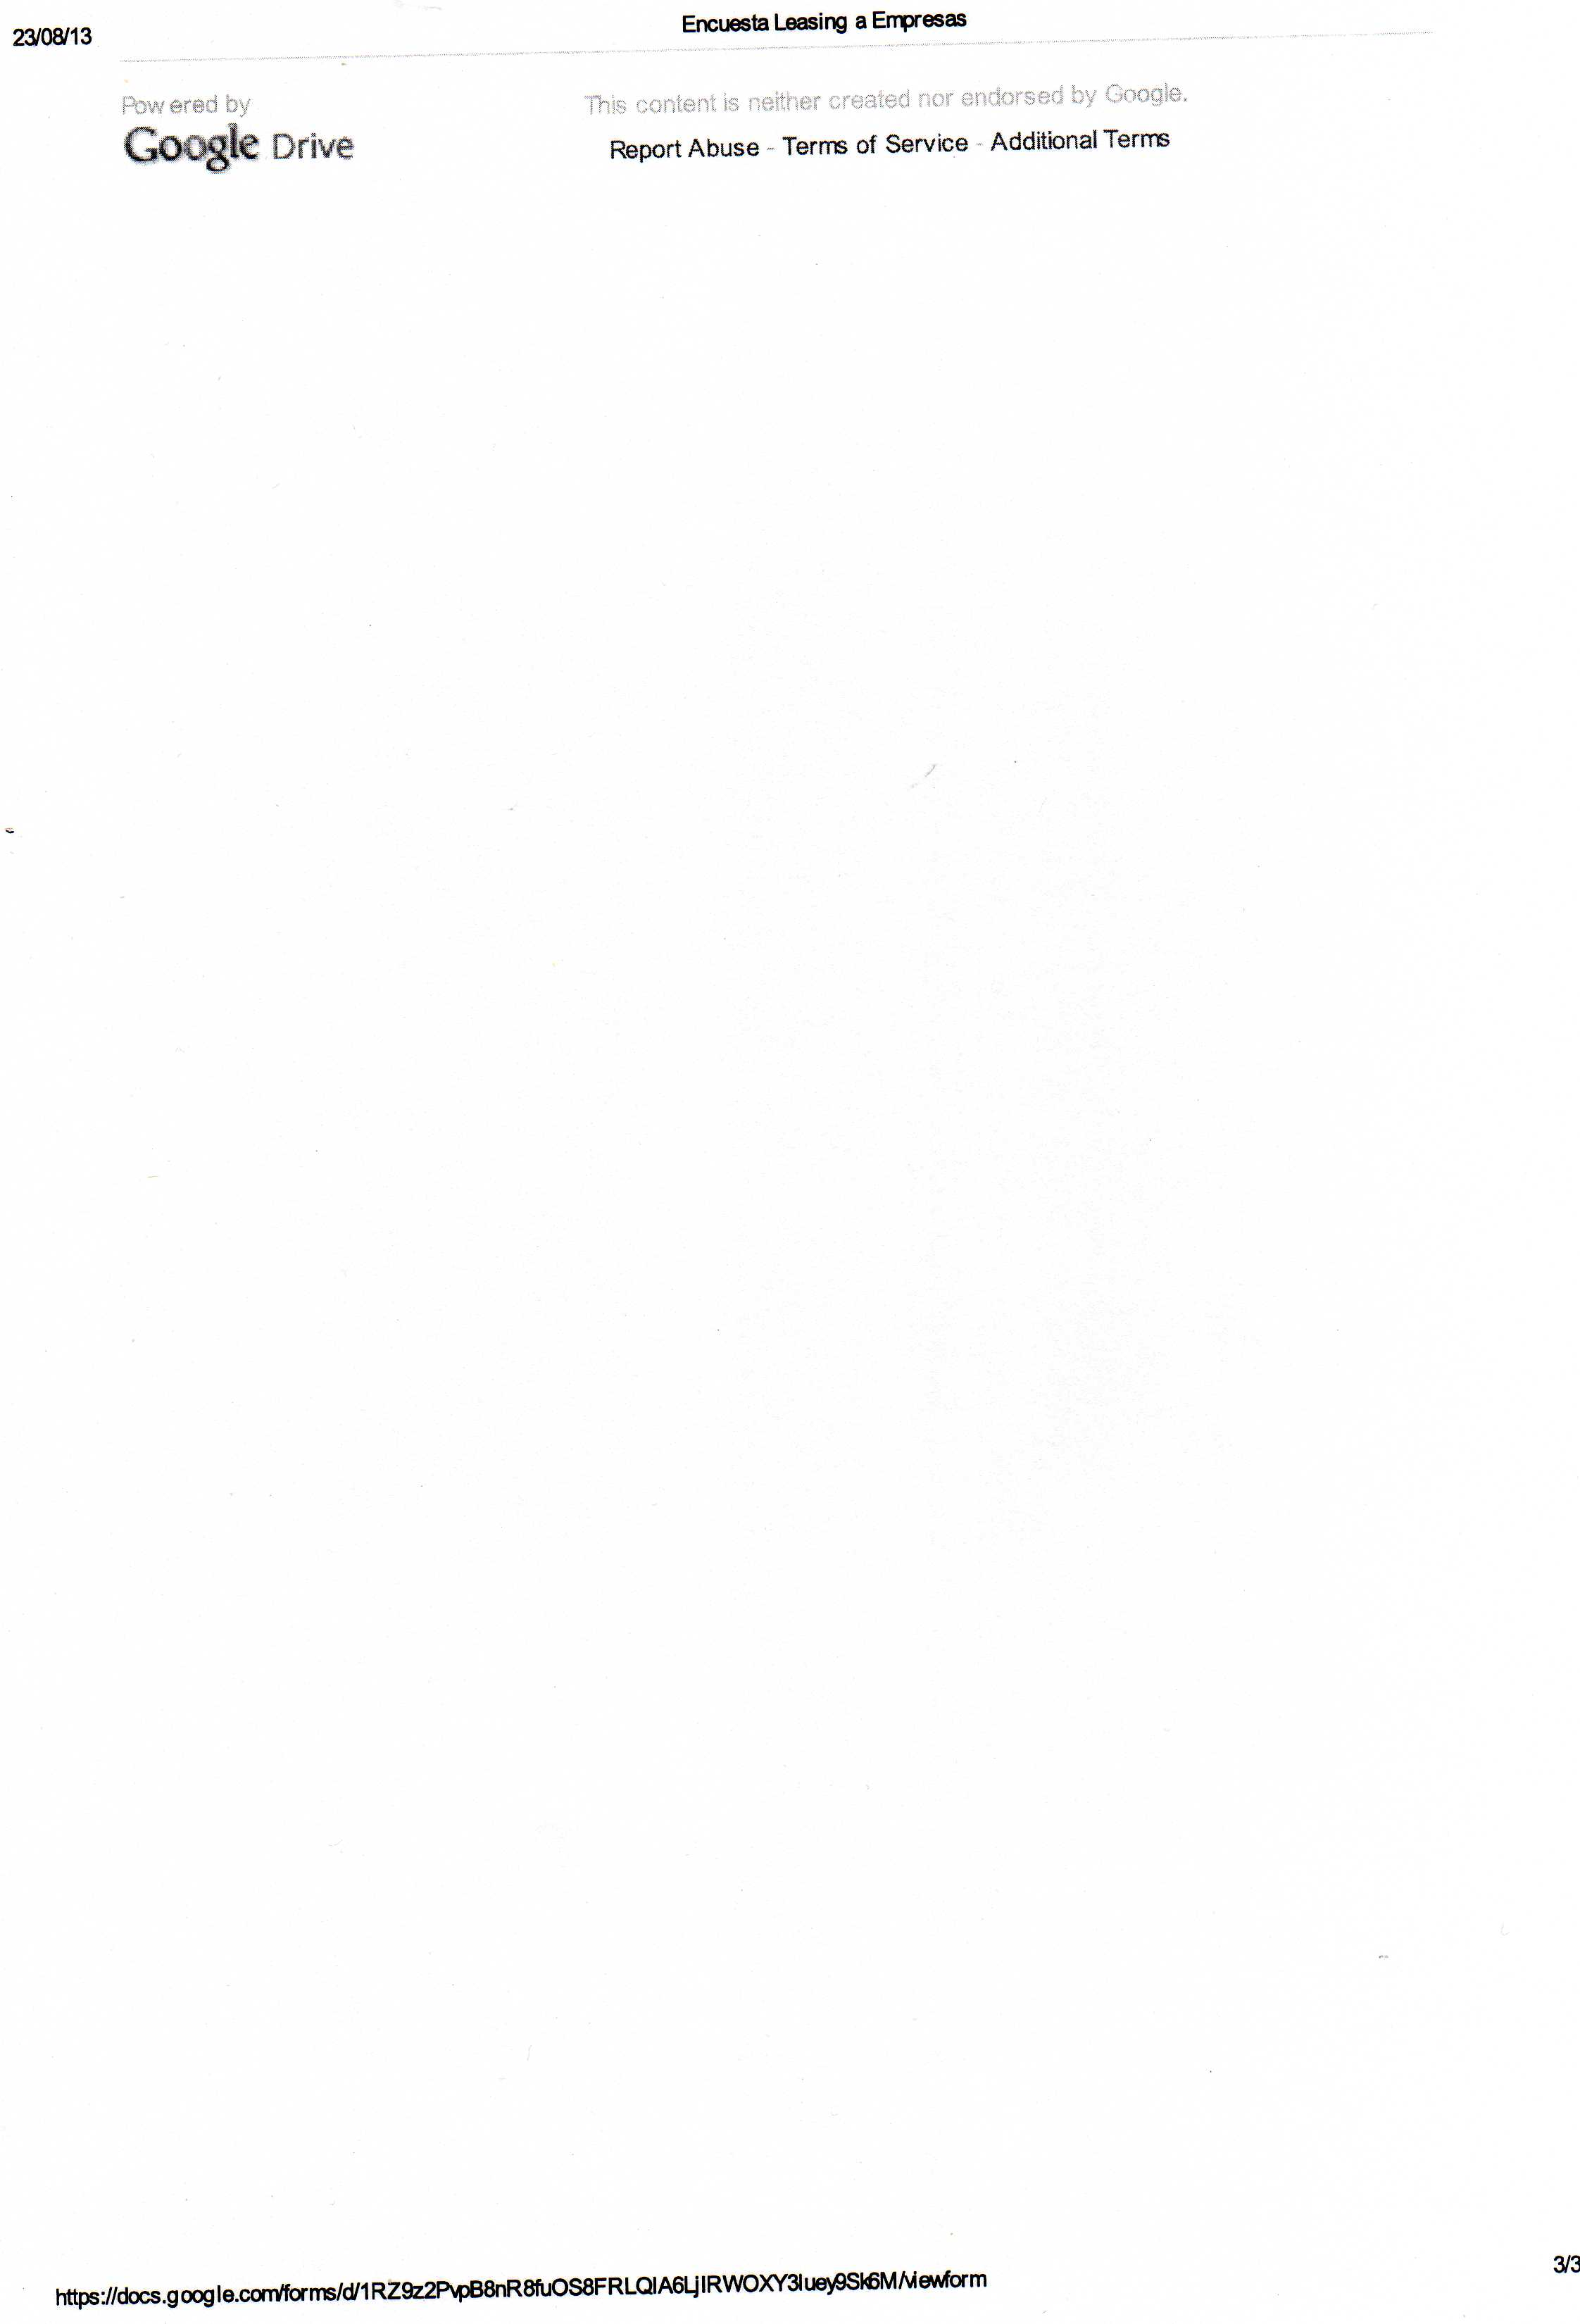 23/08/13
Encuesta Leasing a Empresas
Powered by
Google Drive
This content is neither created nor endorsed by Google.
Report Abuse - Terms of Service - Additional Terms
https://docs.google.com/forms/d/1RZ9z2PvpB8nR8fuOS8FRLQIA6LjIRWOXY3Iuey9Sk6M/viewform
3/3